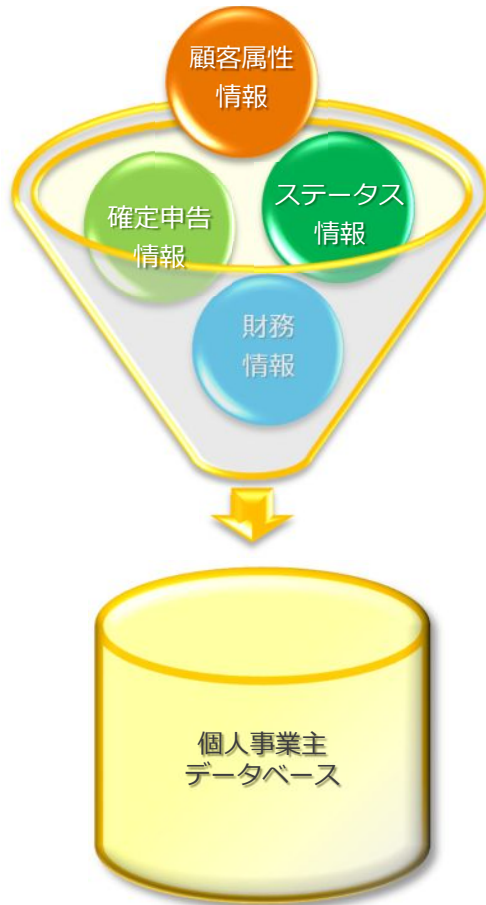 顧客属性
情報
確定申告
情報
ステータス
情報
財務
情報
個人事業主
データベース